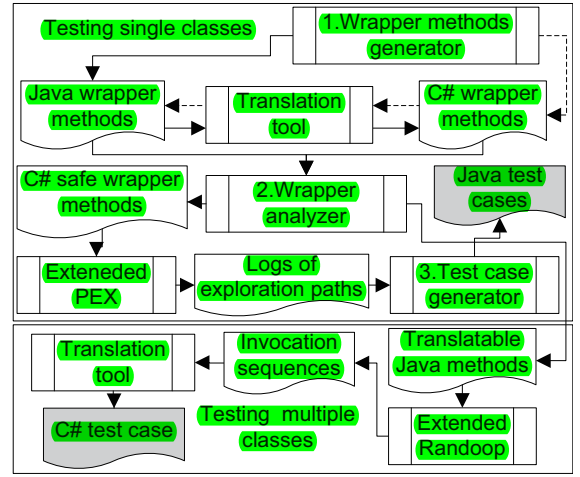 Testing single classes
1.Wrapper methods
generator
Java wrapper
methods
Translation
tool
C# wrapper
methods
C# safe wrapper
methods
2.Wrapper
analyzer
Java test
cases
Exteneded
PEX
Logs of
exploration paths
3.Test case
generator
Translation
tool
Invocation
sequences
Translatable
Java methods
C# test case
Testing multiple
classes
Extended
Randoop